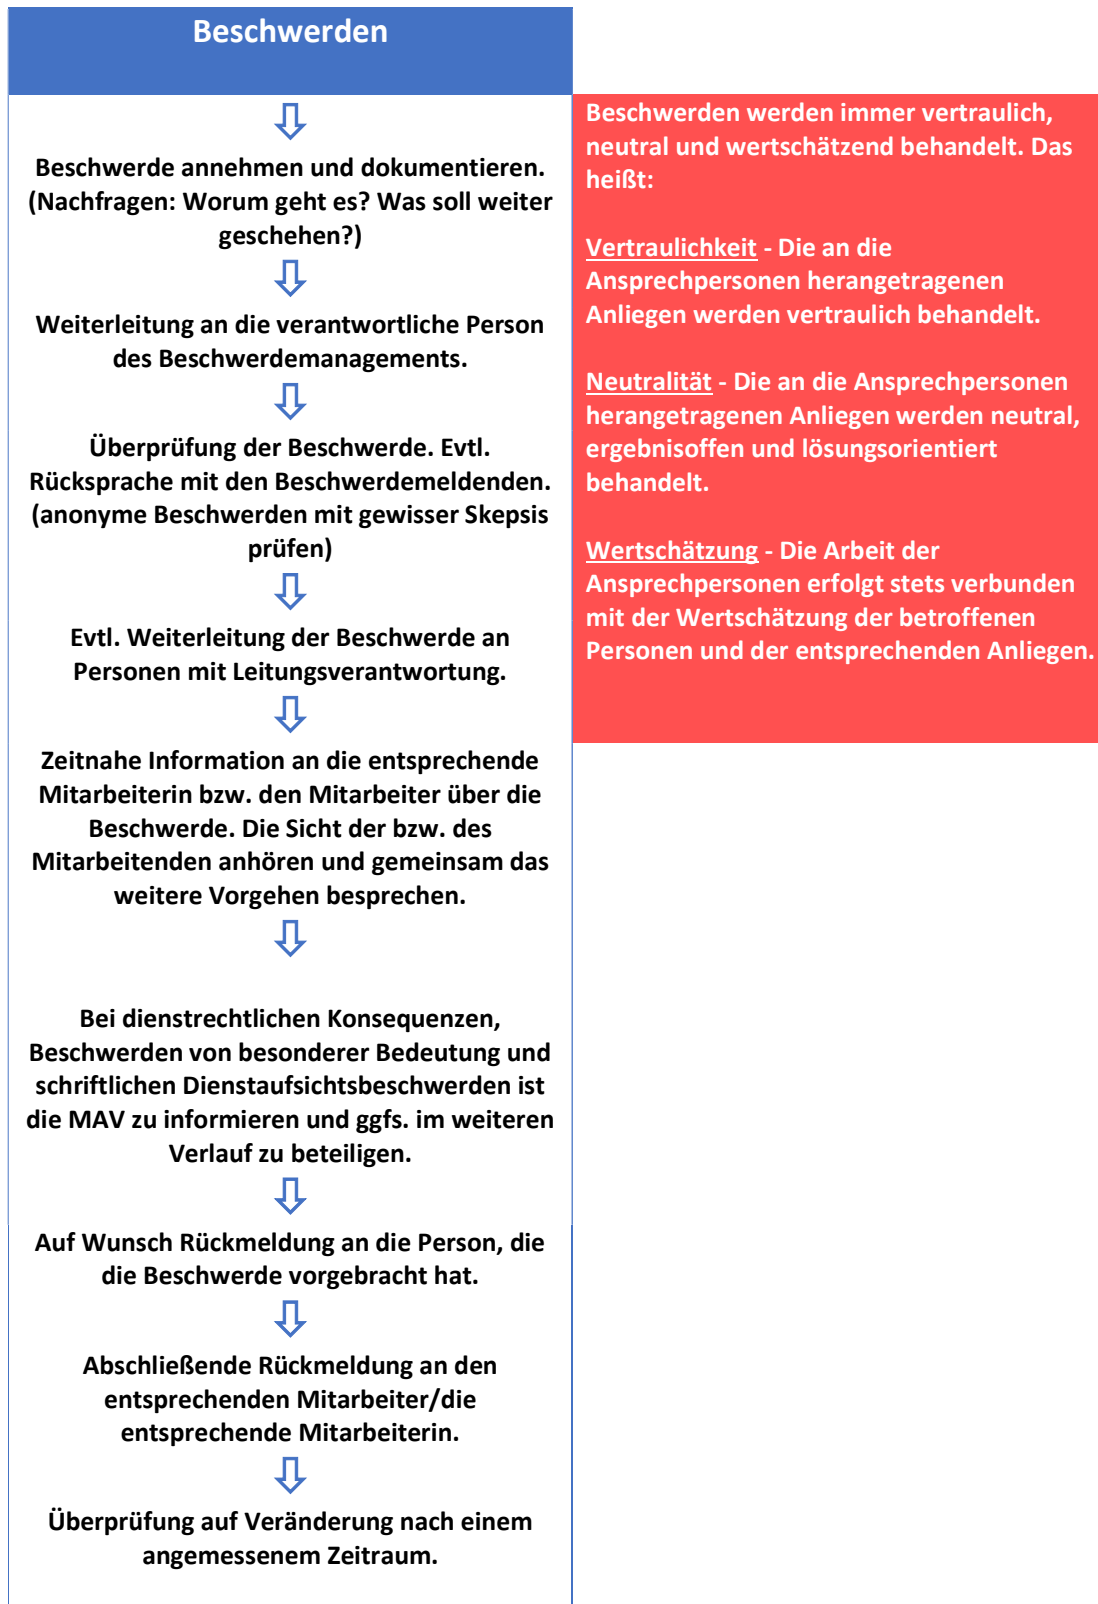 Beschwerden
Beschwerde annehmen und dokumentieren.
(Nachfragen: Worum geht es? Was soll weiter
geschehen?)
Weiterleitung an die verantwortliche Person
des Beschwerdemanagements.
Überprüfung der Beschwerde. Evtl.
Rücksprache mit den Beschwerdemeldenden.
(anonyme Beschwerden mit gewisser Skepsis
prüfen)
Evtl. Weiterleitung der Beschwerde an
Personen mit Leitungsverantwortung.
Zeitnahe Information an die entsprechende
Mitarbeiterin bzw. den Mitarbeiter über die
Beschwerde. Die Sicht der bzw. des
Mitarbeitenden anhören und gemeinsam das
weitere Vorgehen besprechen.
Bei dienstrechtlichen Konsequenzen,
Beschwerden von besonderer Bedeutung und
schriftlichen Dienstaufsichtsbeschwerden ist
die MAV zu informieren und ggfs. im weiteren
Verlauf zu beteiligen.
Auf Wunsch Rückmeldung an die Person, die
die Beschwerde vorgebracht hat.
Abschließende Rückmeldung an den
entsprechenden Mitarbeiter/die
entsprechende Mitarbeiterin.
Überprüfung auf Veränderung nach einem
angemessenem Zeitraum.
Beschwerden werden immer vertraulich,
neutral und wertschätzend behandelt. Das
heißt:
Vertraulichkeit - Die an die
Ansprechpersonen herangetragenen
Anliegen werden vertraulich behandelt.
Neutralität - Die an die Ansprechpersonen
herangetragenen Anliegen werden neutral,
ergebnisoffen und lösungsorientiert
behandelt.
Wertschätzung - Die Arbeit der
Ansprechpersonen erfolgt stets verbunden
mit der Wertschätzung der betroffenen
Personen und der entsprechenden Anliegen.